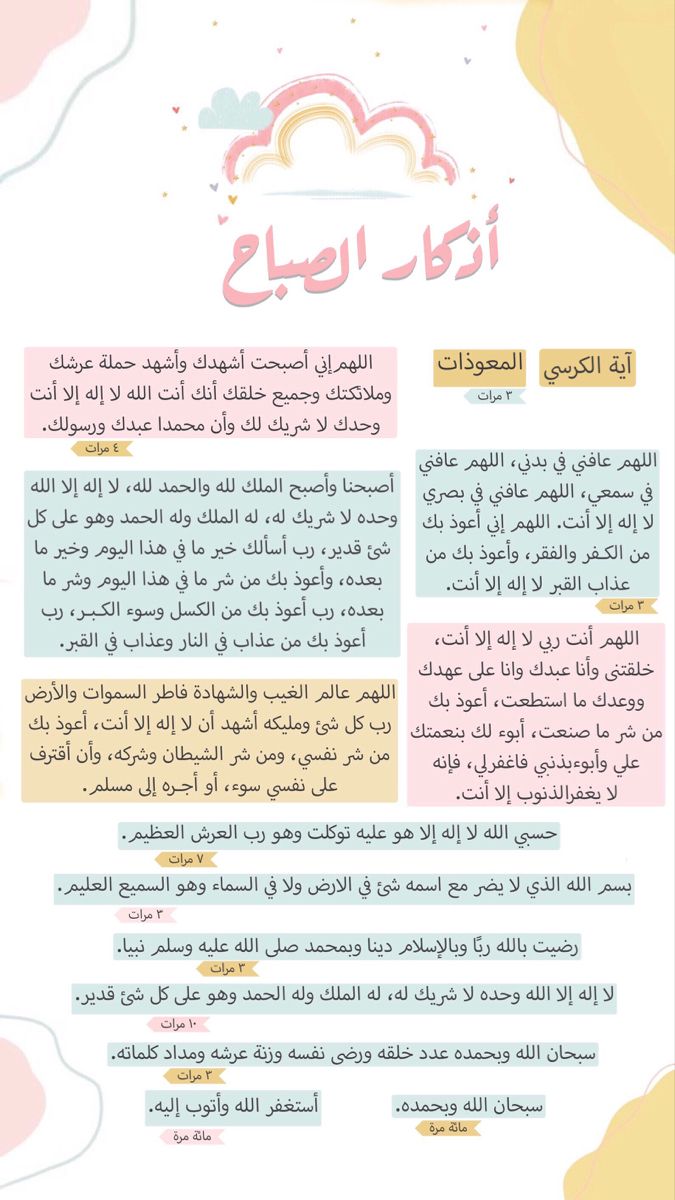 أذكار الصباح
آية الكرسي
المعوذات
٣ مرات
اللهم إني أصبحت أشهدك وأشهد حملة عرشك
وملائكتك وجميع خلقك أنك أنت الله لا إله إلا أنت
وحدك لا شريك لك وأن محمدا عبدك ورسولك.
٤ مرات
اللهم عافني في بدني، اللهم عافني
في سمعي، اللهم عافني في بصري
لا إله إلا أنت. اللهم إني أعوذ بك
من الكـفر والفقر، وأعوذ بك من
عذاب القبر لا إله إلا أنت.
٣ مرات
أصبحنا وأصبح الملك لله والحمد لله، لا إله إلا الله
وحده لا شريك له، له الملك وله الحمد وهو على كل
شئ قدير، رب أسألك خير ما في هذا اليوم وخير ما
بعده، وأعوذ بك من شر ما في هذا اليوم وشر ما
بعده، رب أعوذ بك من الكسل وسوء الكـبـر، رب
أعوذ بك من عذاب في النار وعذاب في القبر.
اللهم أنت ربي لا إله إلا أنت،
خلقتنى وأنا عبدك وانا على عهدك
ووعدك ما استطعت، أعوذ بك
من شر ما صنعت، أبوء لك بنعمتك
علي وأبوءبذنبي فاغفرلي، فإنه
لا يغفرالذنوب إلا أنت.
اللهم عالم الغيب والشهادة فاطر السموات والأرض
رب كل شئ ومليكه أشهد أن لا إله إلا أنت، أعوذ بك
من شر نفسي، ومن شر الشيطان وشركه، وأن أقترف
على نفسي سوء، أو أجـره إلى مسلم.
حسبي الله لا إله إلا هو عليه توكلت وهو رب العرش العظيم.
٧ مرات
بسم الله الذي لا يضر مع اسمه شئ في الارض ولا في السماء وهو السميع العليم.
٣ مرات
رضيت بالله ربًا وبالإسلام دينا وبمحمد صلى الله عليه وسلم نبيا.
٣ مرات
لا إله إلا الله وحده لا شريك له، له الملك وله الحمد وهو على كل شئ قدير.
١٠ مرات
سبحان الله وبحمده عدد خلقه ورضى نفسه وزنة عرشه ومداد كلماته.
٣ مرات
سبحان الله وبحمده.
مائة مرة
أستغفر الله وأتوب إليه.
مائة مرة